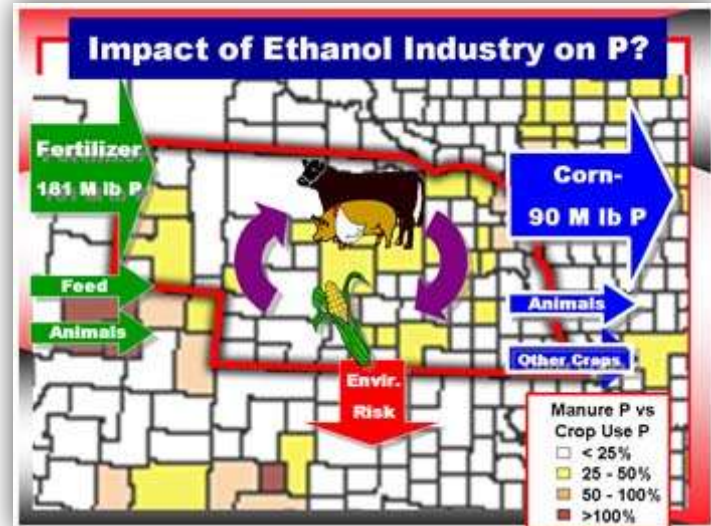 Impact of Ethanol Industry on P?
Fertilizer
181 M lb P
Feed
Animals
Corn-
90 M lb P
Animals
Other Crops
Envir.
Risk
Manure P vs
Crop Use P
< 25%
25 - 50%
50 - 100%
>100%